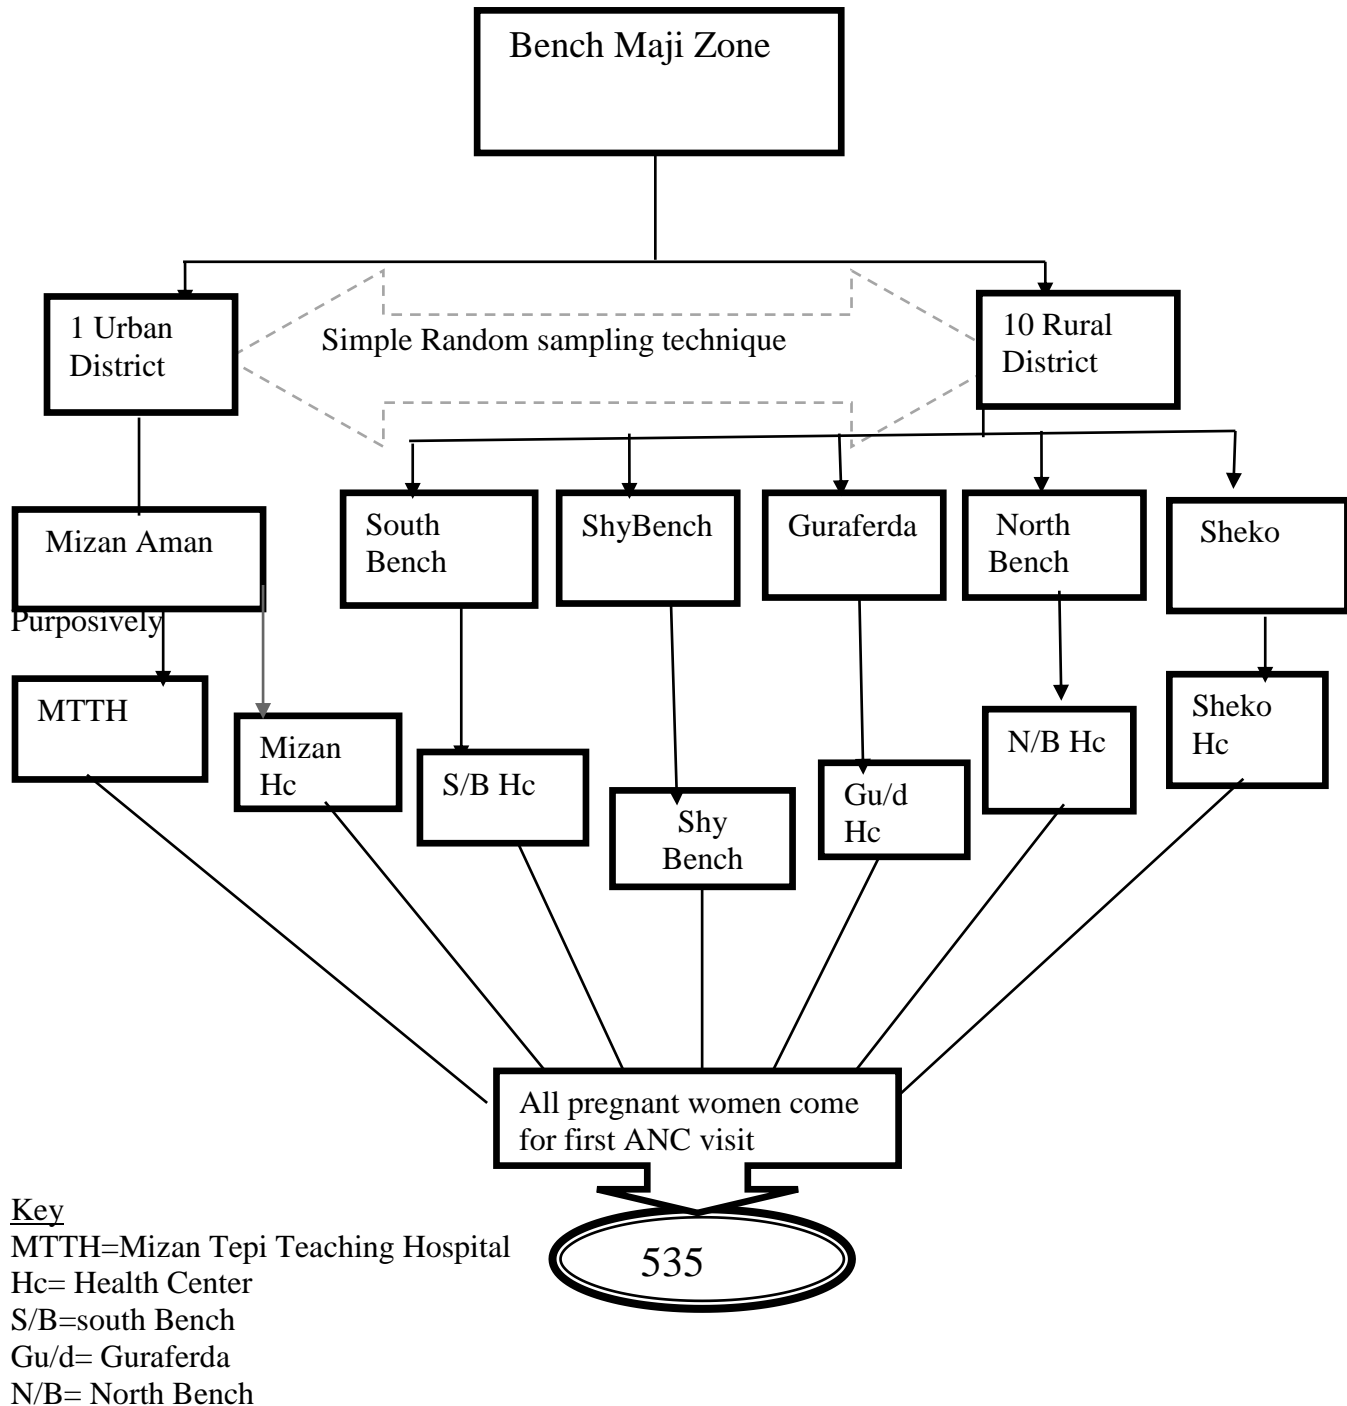 Bench Maji Zone
1 Urban
District
Simple Random sampling technique
10 Rural
District
Mizan Aman
South
Bench
ShyBench
Guraferda
North
Bench
Sheko
Purposively
MTTH
Mizan
Hc
S/B Hc
Shy
Bench
Gu/d
Hc
N/B Hc
Sheko
Hc
All pregnant women come
for first ANC visit
535
Key
MTTH=Mizan Tepi Teaching Hospital
Hc= Health Center
S/B=south Bench
Gu/d= Guraferda
N/B= North Bench